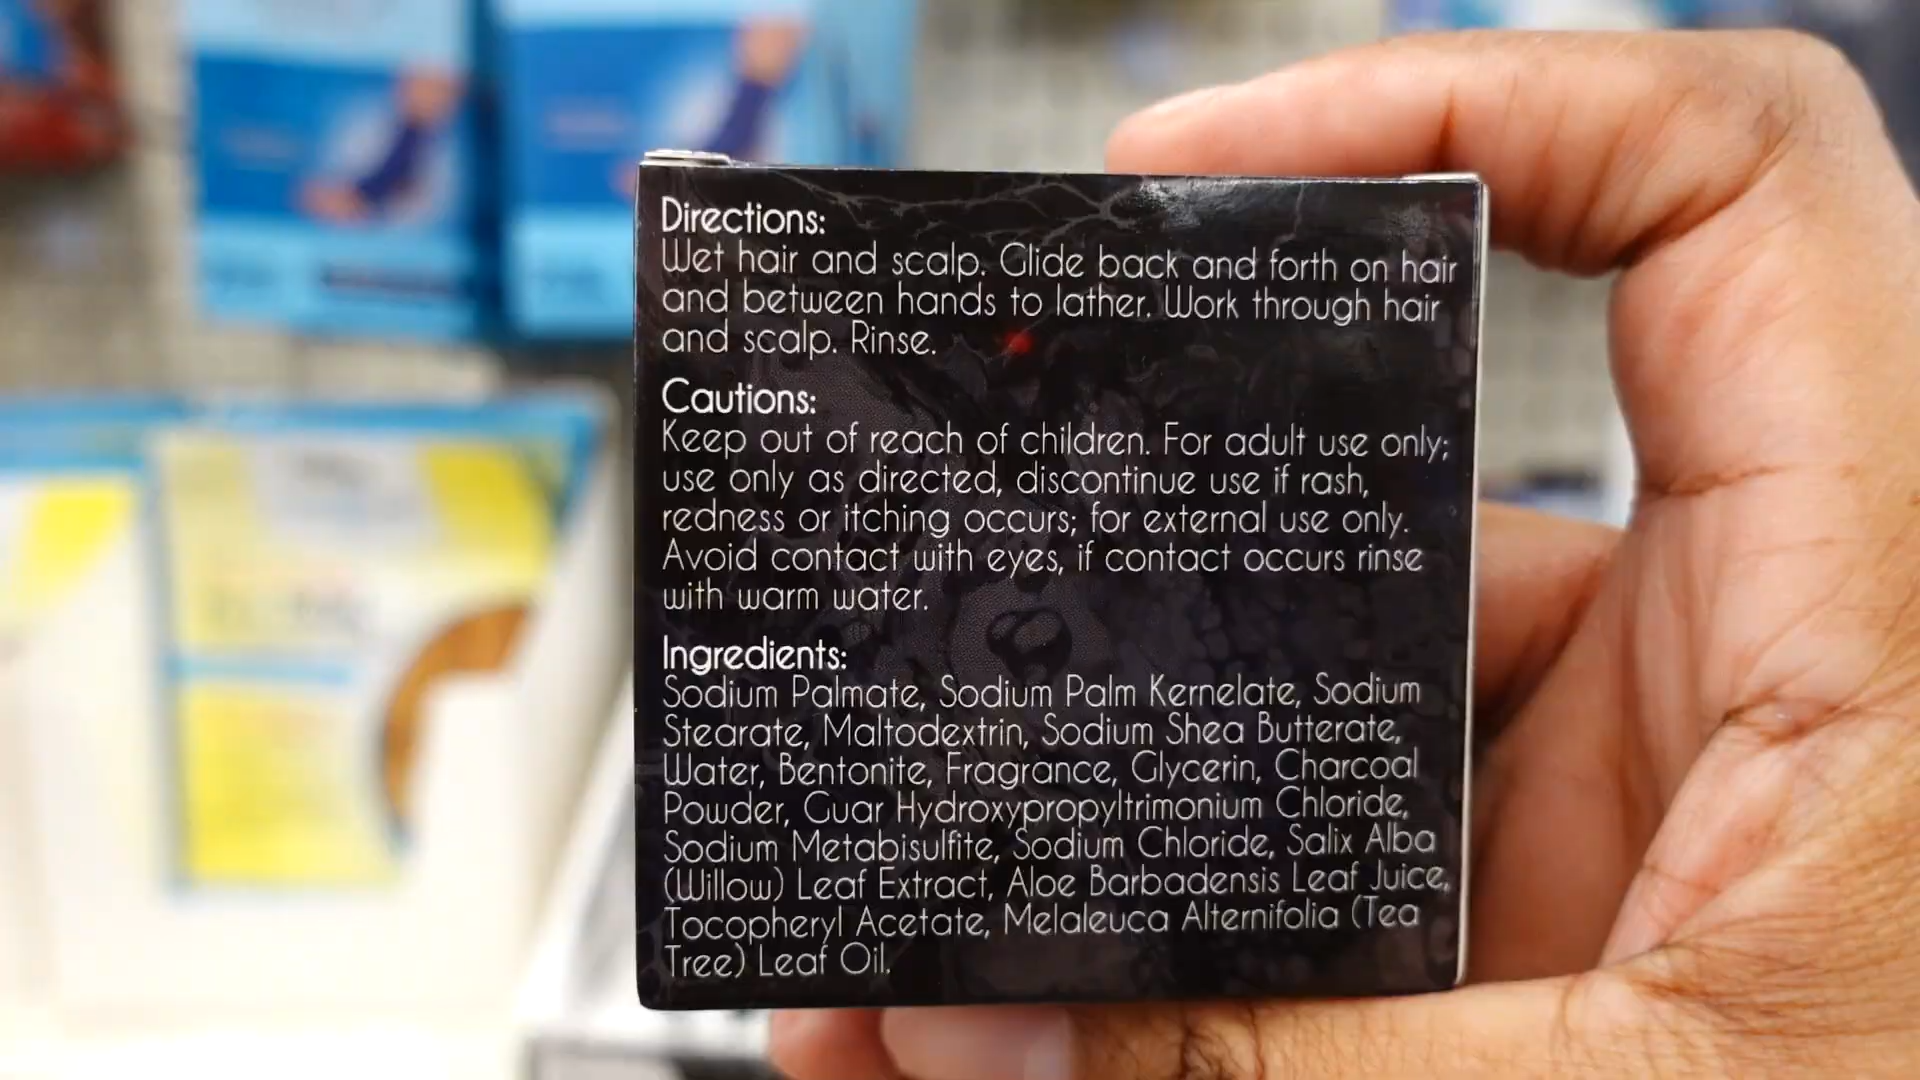 Directions:
Wet hair and scalp. Glide back and forth on hair
and between hands to lather. Work through hair
and scalp. Rinse.
Cautions:
Keep out of reach of children. For adult use only;
use only as directed, discontinue use if rash,
redness or itching occurs; for external use only.
Avoid contact with eyes, if contact occurs rinse
with warm water.
Ingredients:
Sodium Palmate, Sodium Palm Kernelate, Sodium
Stearate, Maltodextrin, Sodium Shea Butterate,
Water, Bentonite, Fragrance, Glycerin, Charcoal
Powder, Guar Hydroxypropyltrimonium Chloride,
Sodium Metabisulfite, Sodium Chloride, Salix Alba
(Willow) Leaf Extract, Aloe Barbadensis Leaf Juice,
Tocopheryl Acetate, Melaleuca Alternifolia (Tea
Tree) Leaf Oil.